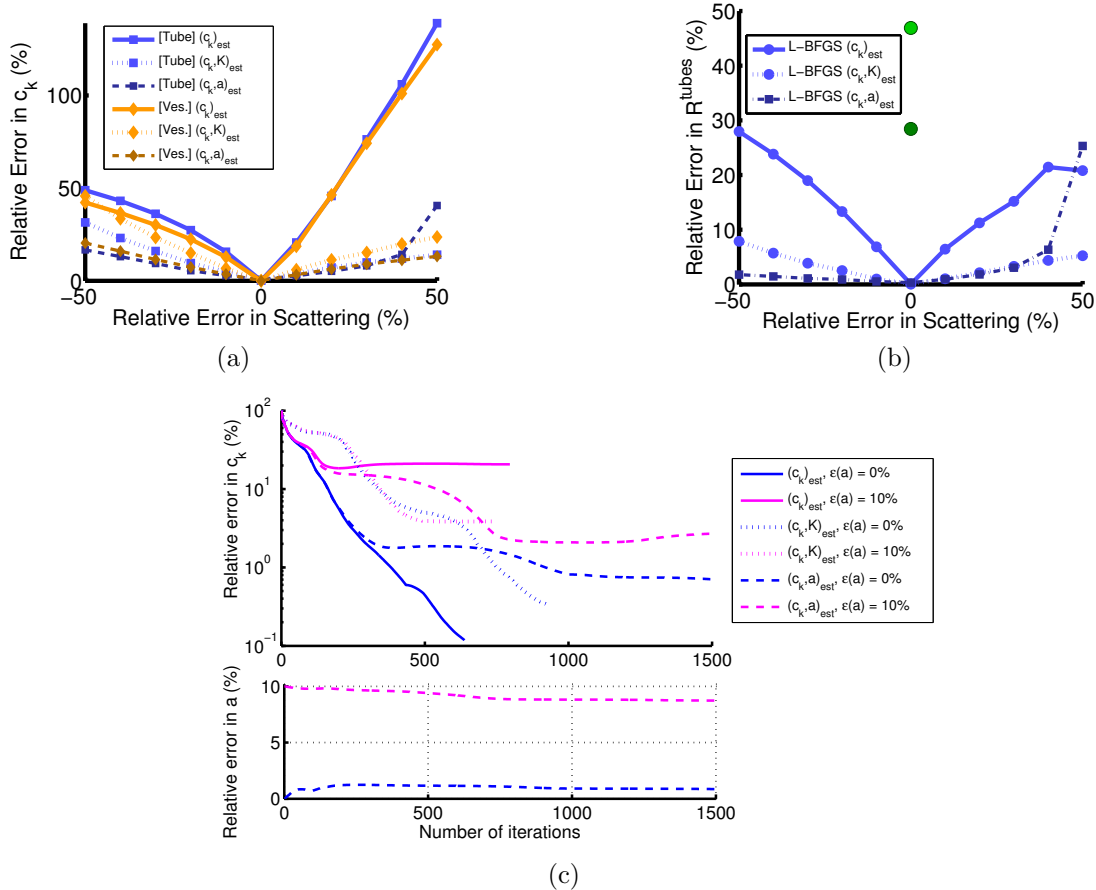 Relative Error in c_k (%)
100
50
0
−50
0
50
Relative Error in Scattering (%)
[Tube] (c_k)_est
[Tube] (c_k,K)_est
[Tube] (c_k,a)_est
[Ves.] (c_k)_est
[Ves.] (c_k,K)_est
[Ves.] (c_k,a)_est
(a)
Relative Error in R^tubes (%)
50
40
30
20
10
0
−50
0
50
Relative Error in Scattering (%)
L−BFGS (c_k)_est
L−BFGS (c_k,K)_est
L−BFGS (c_k,a)_est
(b)
Relative error in c_k (%)
10^2
10^1
10^0
10^−1
0
500
1000
1500
(c_k)_est, ε(a) = 0%
(c_k)_est, ε(a) = 10%
(c_k,K)_est, ε(a) = 0%
(c_k,K)_est, ε(a) = 10%
(c_k,a)_est, ε(a) = 0%
(c_k,a)_est, ε(a) = 10%
Relative error in a (%)
10
5
0
0
500
1000
1500
Number of iterations
(c)